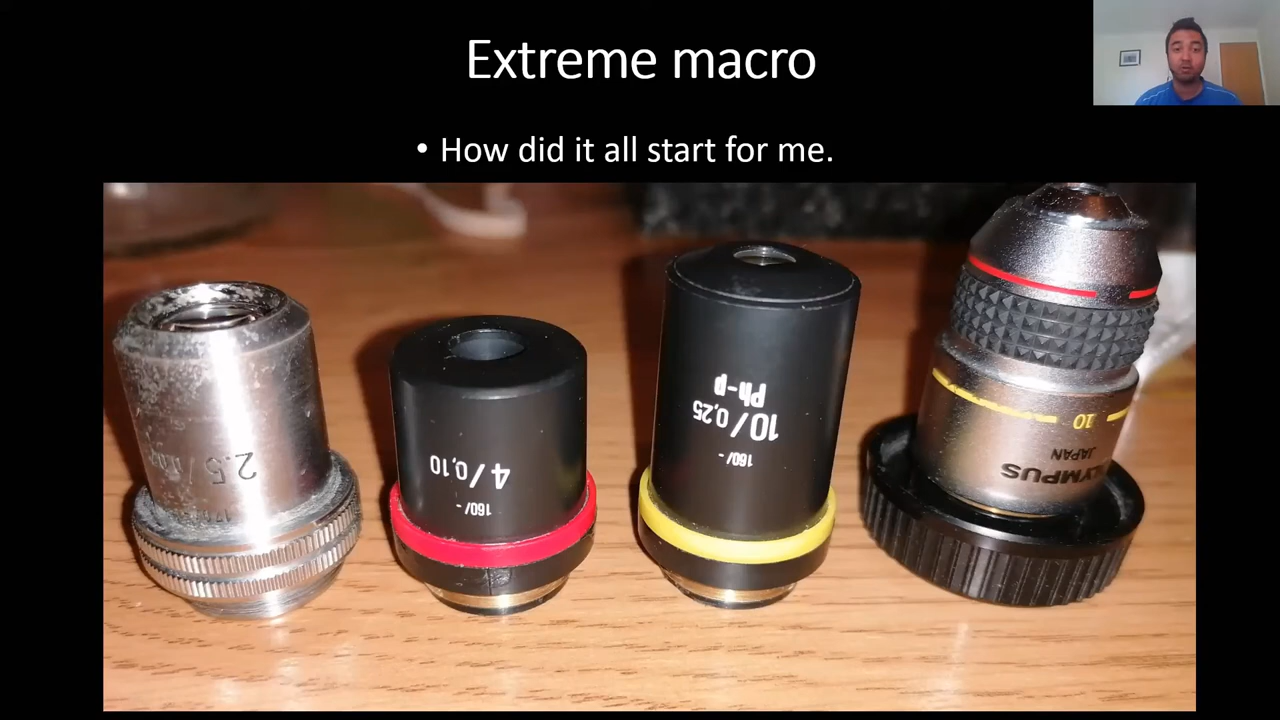 Extreme macro
• How did it all start for me.
2.5/
4/0,10
160/-
Ph-p
10/0,25
160/-
10
JAPAN
OLYMPUS